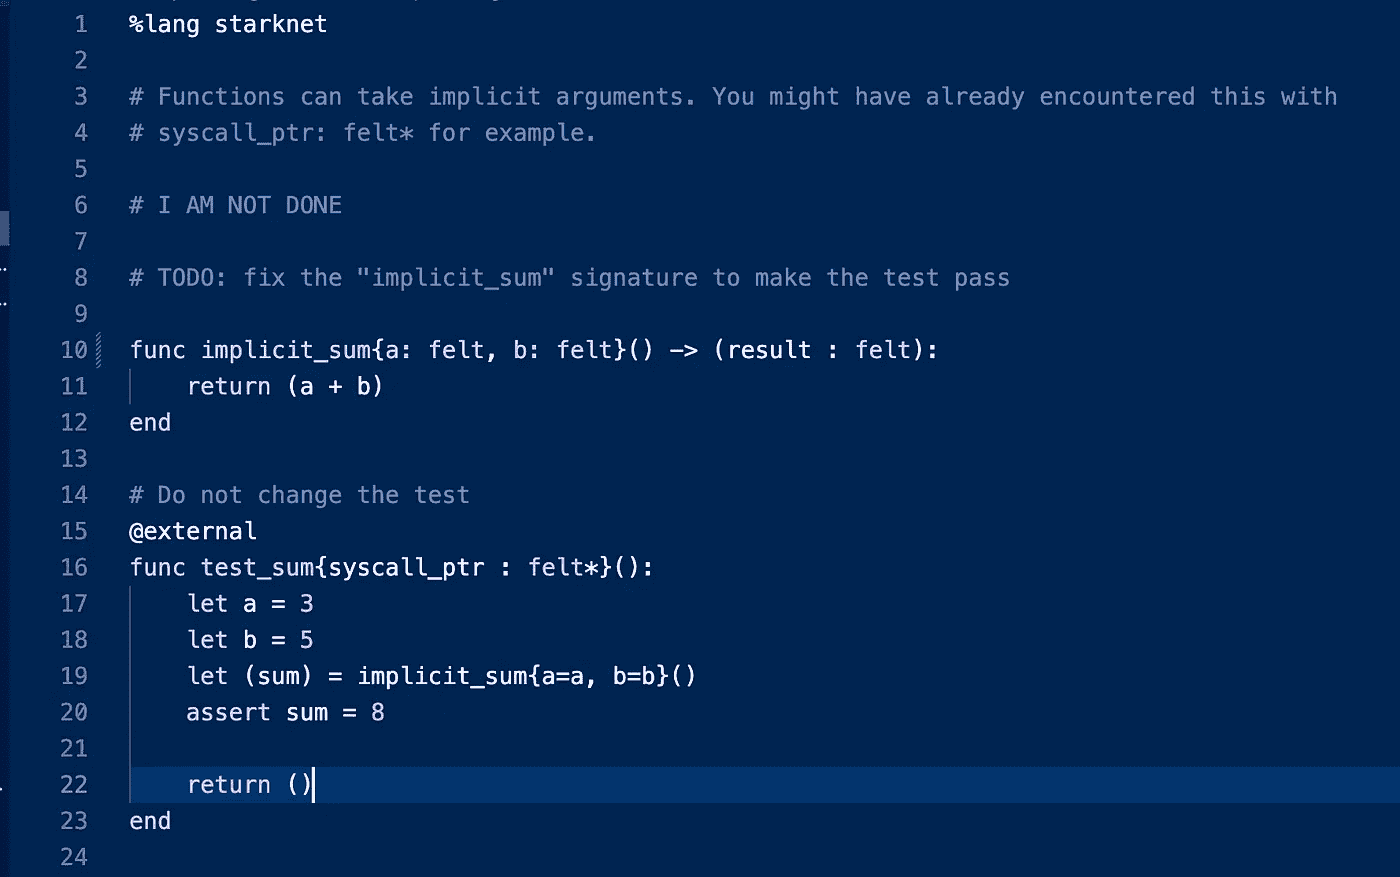 1 %lang starknet
2
3 # Functions can take implicit arguments. You might have already encountered this with
4 # syscall_ptr: felt* for example.
5
6 # I AM NOT DONE
7
8 # TODO: fix the "implicit_sum" signature to make the test pass
9
10 func implicit_sum{a: felt, b: felt}() -> (result : felt):
11     return (a + b)
12 end
13
14 # Do not change the test
15 @external
16 func test_sum{syscall_ptr : felt*}():
17     let a = 3
18     let b = 5
19     let (sum) = implicit_sum{a=a, b=b}()
20     assert sum = 8
21
22     return ()
23 end
24